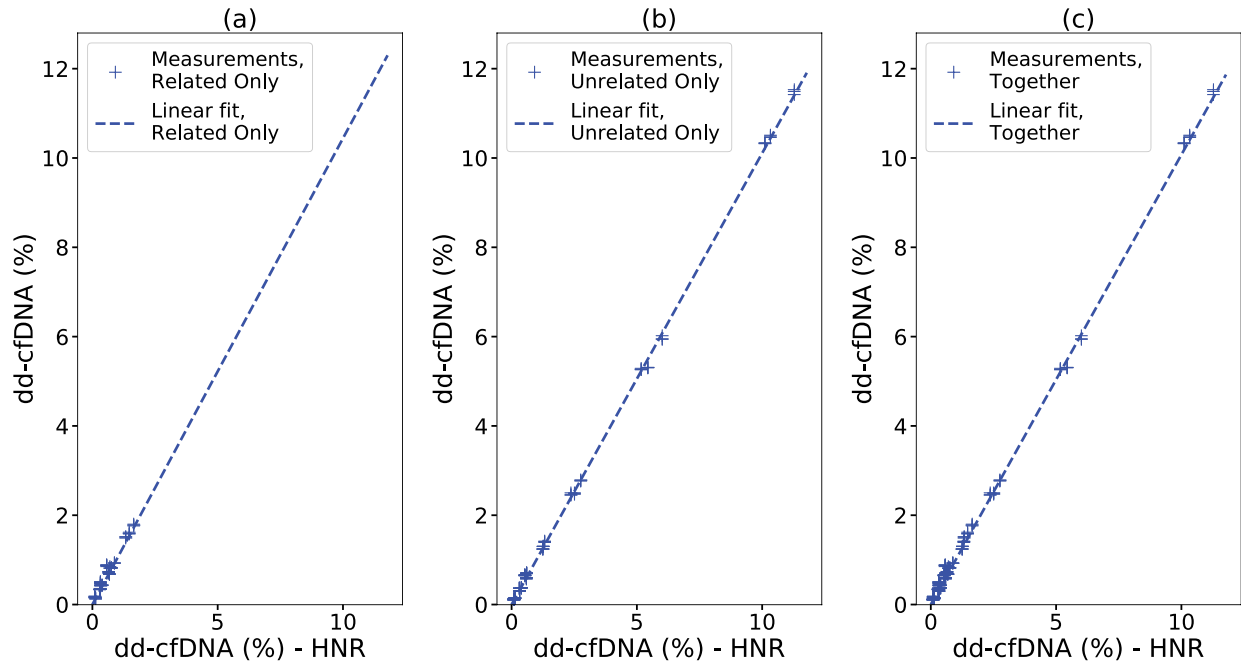 (a)
Measurements,
Related Only
Linear fit,
Related Only
dd-cfDNA (%)
12
10
8
6
4
2
0
0 5 10
dd-cfDNA (%) - HNR
(b)
Measurements,
Unrelated Only
Linear fit,
Unrelated Only
dd-cfDNA (%)
12
10
8
6
4
2
0
0 5 10
dd-cfDNA (%) - HNR
(c)
Measurements,
Together
Linear fit,
Together
dd-cfDNA (%)
12
10
8
6
4
2
0
0 5 10
dd-cfDNA (%) - HNR